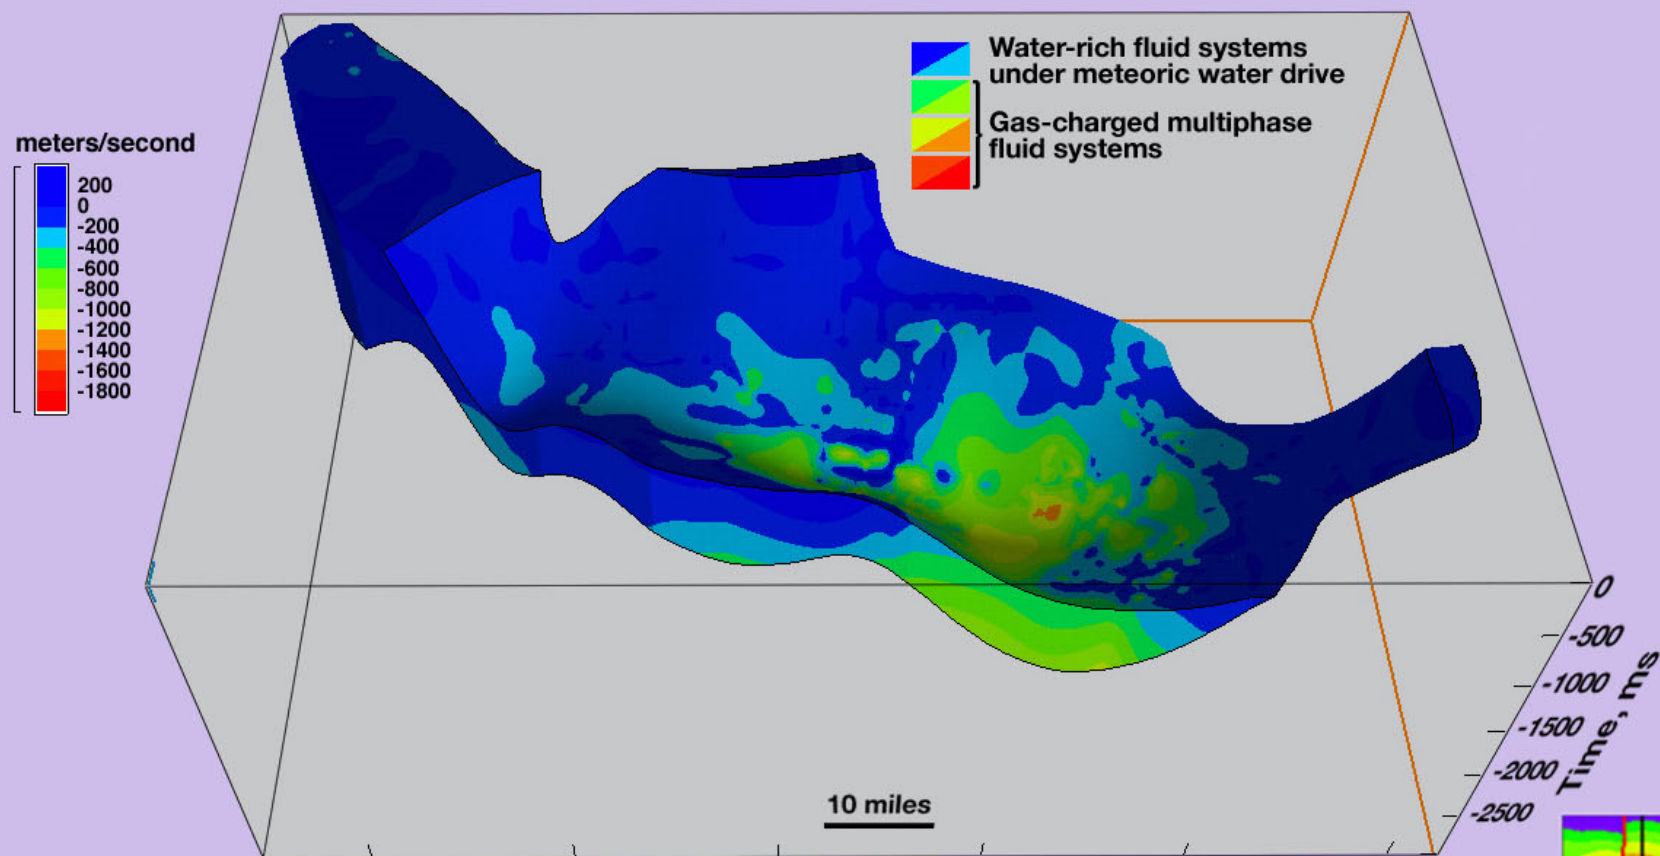 Water-rich fluid systems
under meteoric water drive
Gas-charged multiphase
fluid systems
meters/second
200
0
-200
-400
-600
-800
-1000
-1200
-1400
-1600
-1800
0
-500
-1000
-1500
-2000
-2500
Time, ms
10 miles